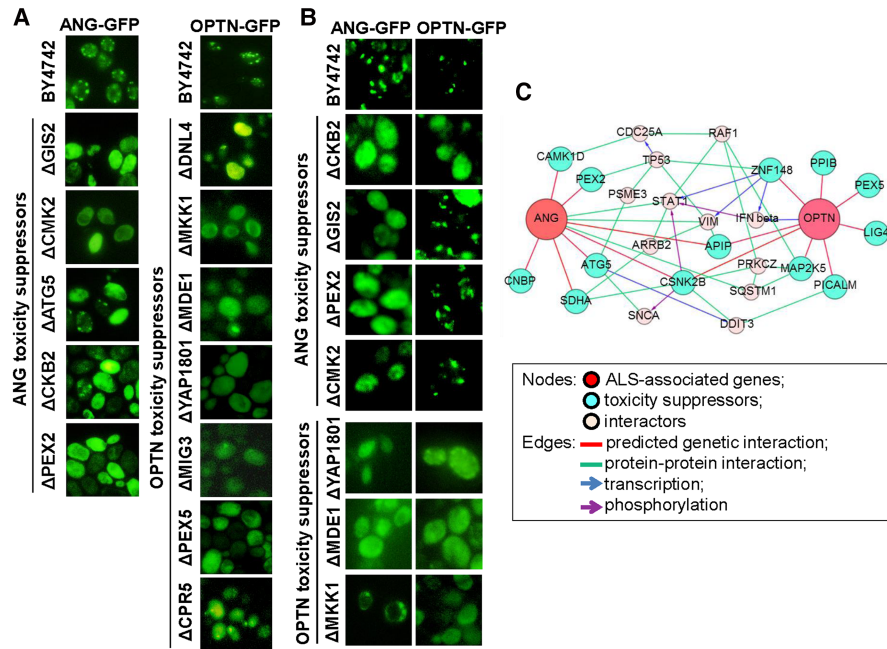 A
ANG-GFP
OPTN-GFP
BY4742
BY4742
ANG toxicity suppressors
ΔGIS2
ΔCMK2
ΔATG5
ΔCKB2
ΔPEX2
OPTN toxicity suppressors
ΔDNL4
ΔMKK1
ΔMDE1
ΔYAP1801
ΔMIG3
ΔPEX5
ΔCPR5
B
ANG-GFP OPTN-GFP
BY4742
ANG toxicity suppressors
ΔCKB2
ΔGIS2
ΔPEX2
ΔCMK2
OPTN toxicity suppressors
ΔYAP1801
ΔMDE1
ΔMKK1
C
CDC25A
RAF1
CAMK1D
TP53
ZNF148
PPIB
PEX2
PEX5
PSME3
STAT1
ANG
VIM
IFN beta
OPTN
LIG4
ARRB2
APIP
ATG5
PRKCZ
MAP2K5
CNBP
SDHA
CSNK2B
SQSTM1
PICALM
SNCA
DDIT3
Nodes: ALS-associated genes;
toxicity suppressors;
interactors
Edges: predicted genetic interaction;
protein-protein interaction;
transcription;
phosphorylation